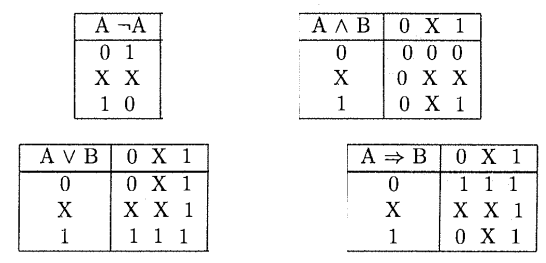 A ¬A
0 1
X X
1 0
A ∧ B 0 X 1
0 0 0 0
X 0 X X
1 0 X 1
A ∨ B 0 X 1
0 0 X 1
X X X 1
1 1 1 1
A ⇒ B 0 X 1
0 1 1 1
X X X 1
1 0 X 1